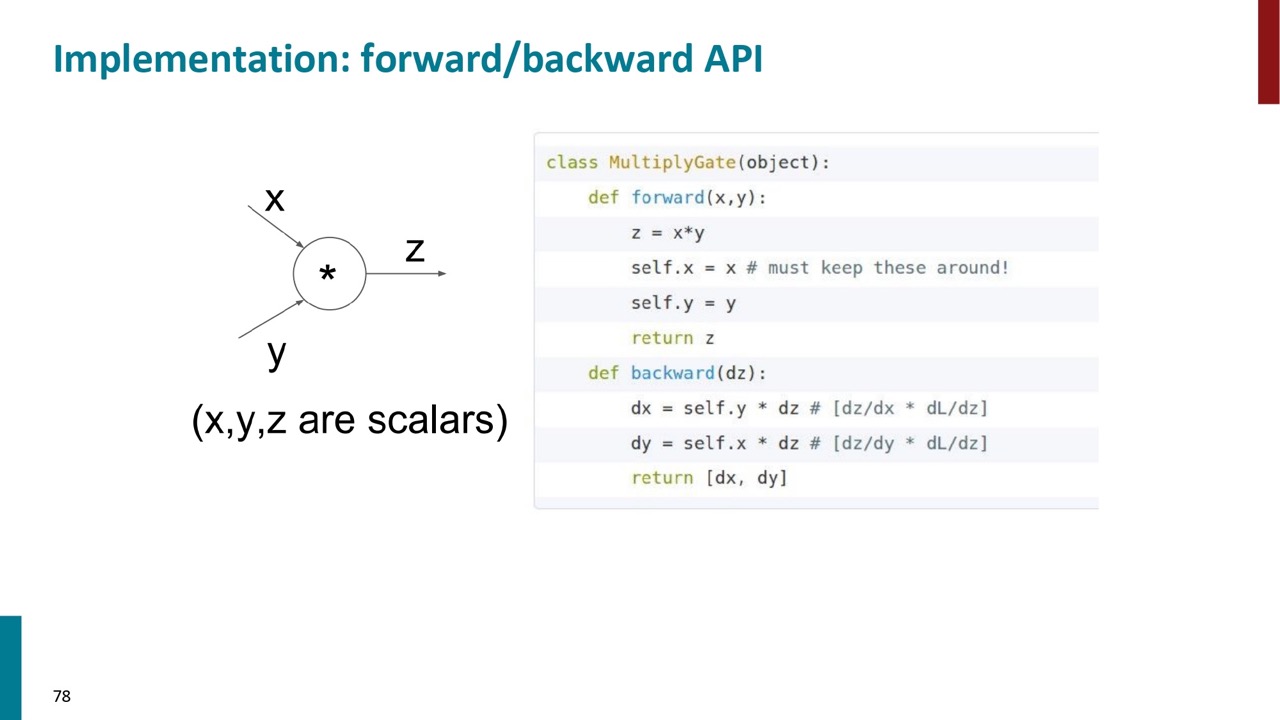 Implementation: forward/backward API
x
z
*
y
(x,y,z are scalars)
class MultiplyGate(object):
    def forward(x,y):
        z = x*y
        self.x = x # must keep these around!
        self.y = y
        return z
    def backward(dz):
        dx = self.y * dz # [dz/dx * dL/dz]
        dy = self.x * dz # [dz/dy * dL/dz]
        return [dx, dy]
78